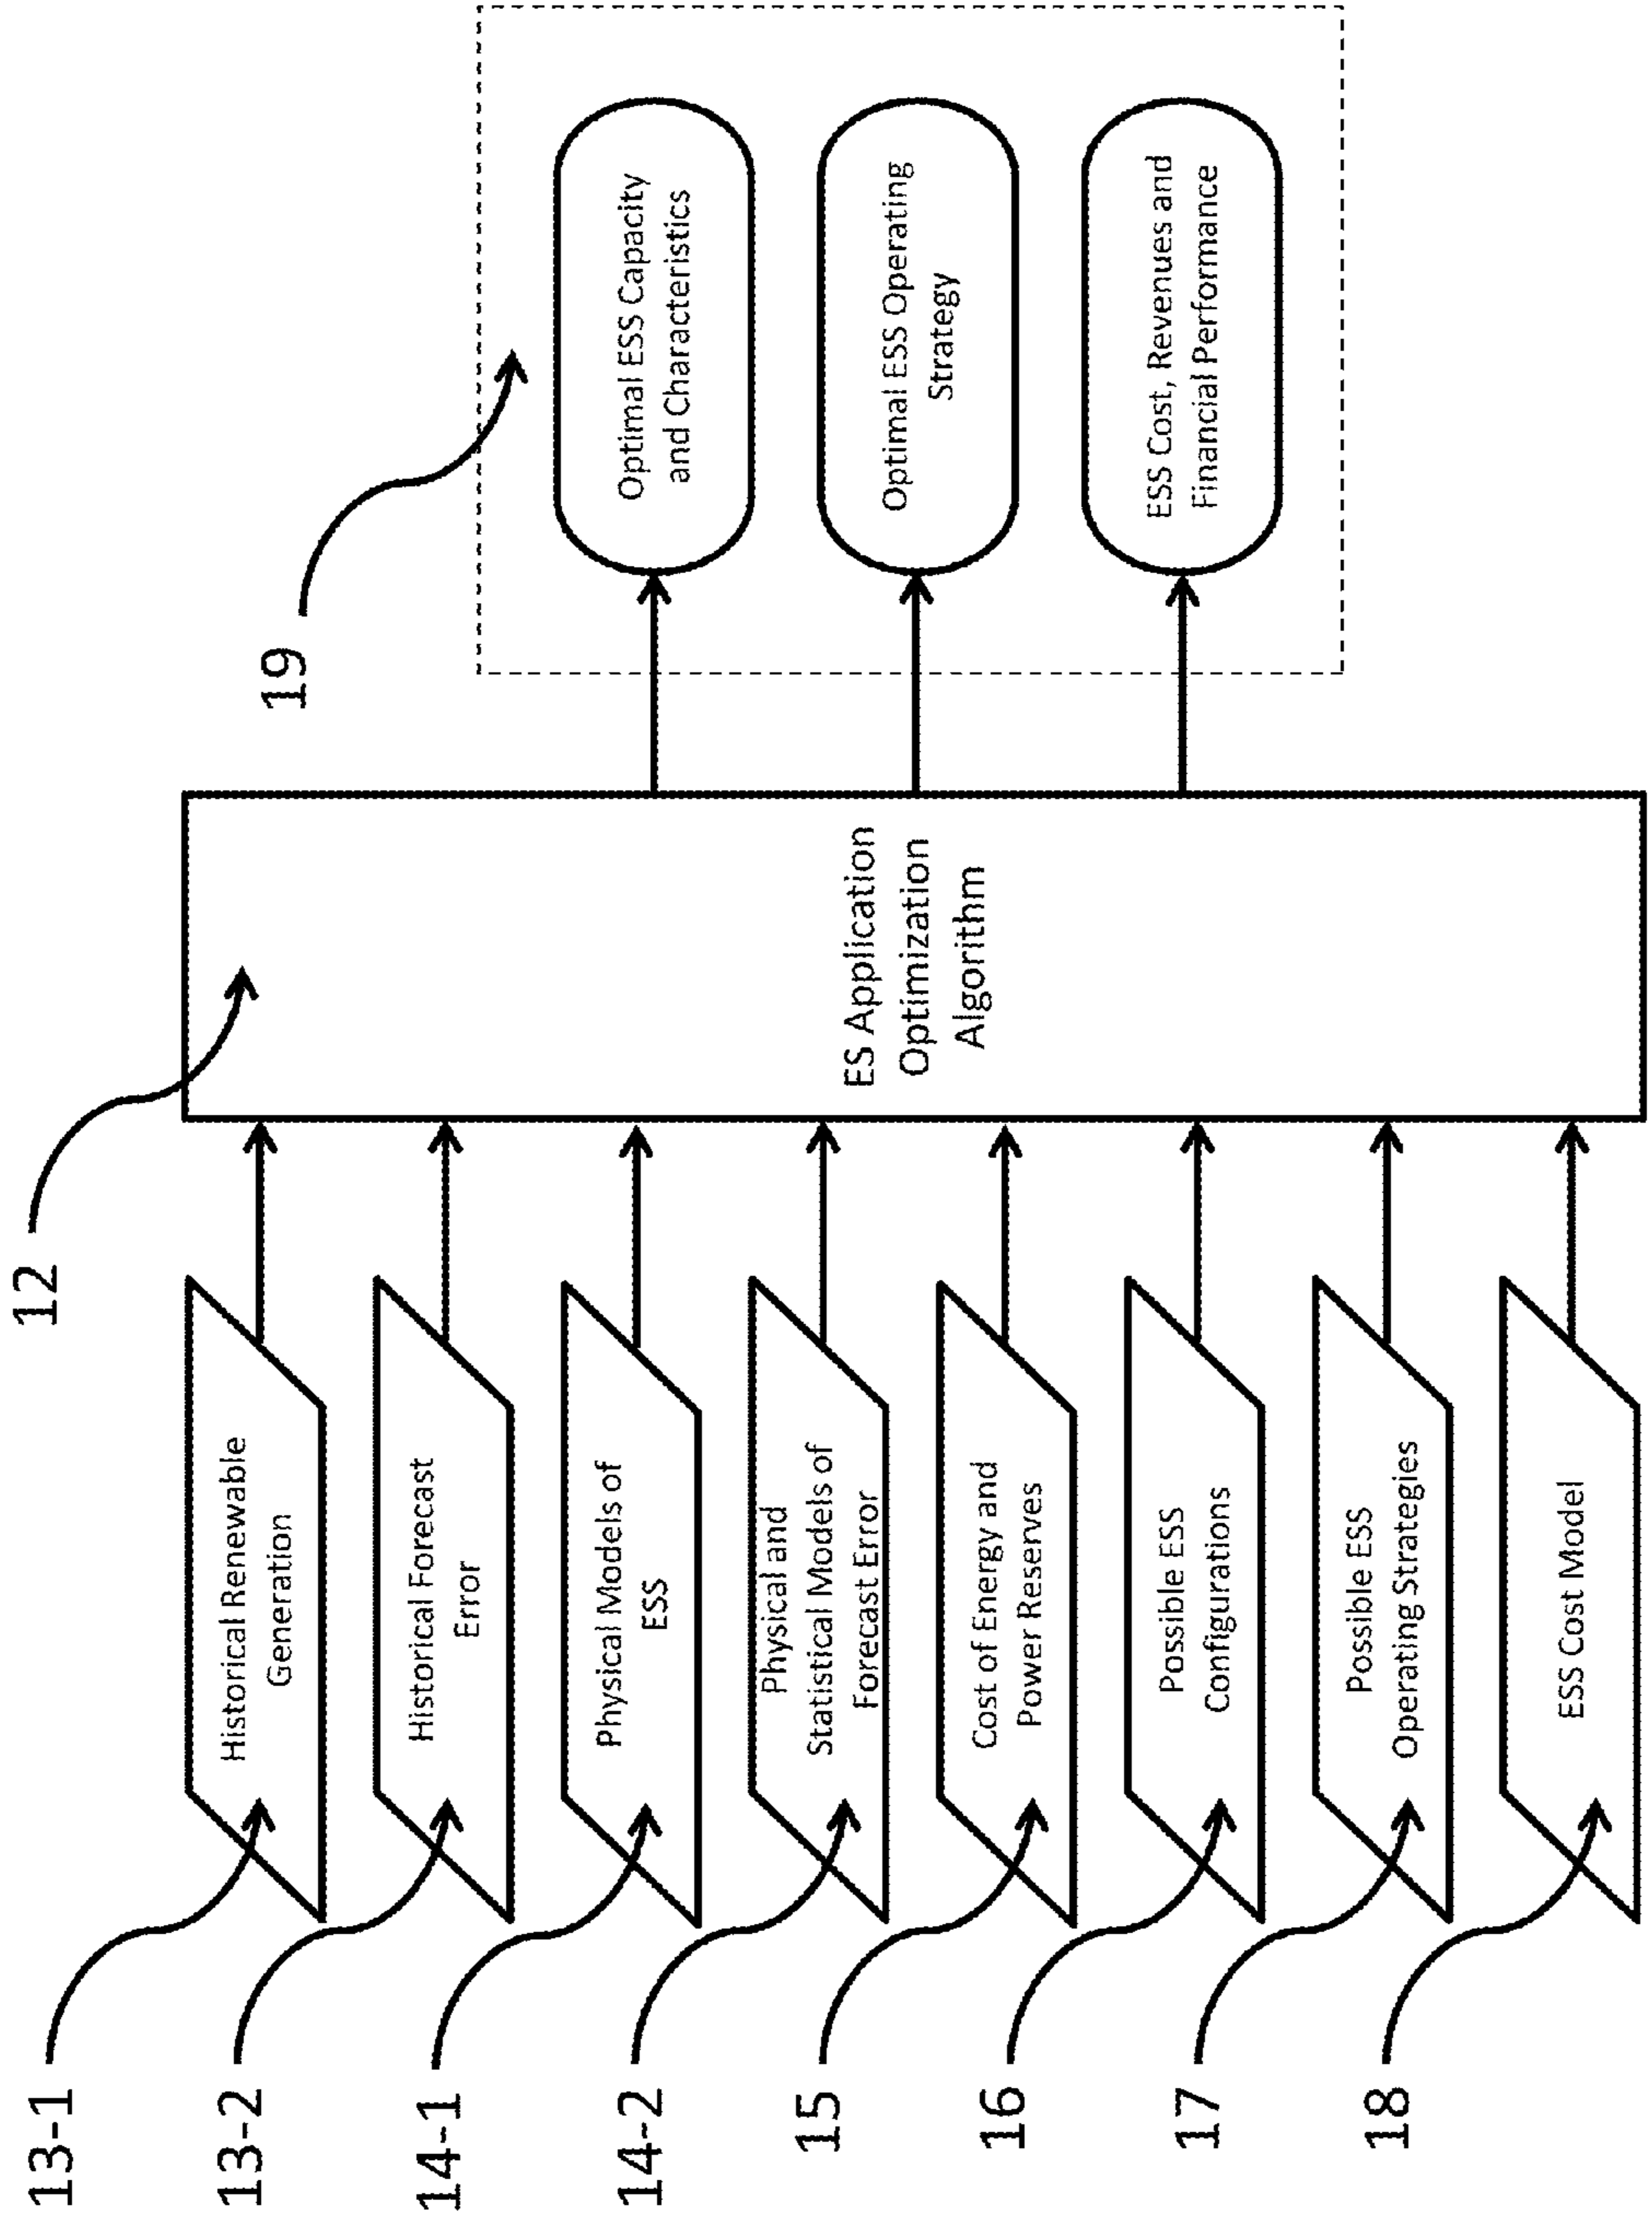 13-1
Historical Renewable
Generation
13-2
Historical Forecast
Error
14-1
Physical Models of
ESS
14-2
Physical and
Statistical Models of
Forecast Error
15
Cost of Energy and
Power Reserves
16
Possible ESS
Configurations
17
Possible ESS
Operating Strategies
18
ESS Cost Model
12
ES Application
Optimization
Algorithm
19
Optimal ESS Capacity
and Characteristics
Optimal ESS Operating
Strategy
ESS Cost, Revenues and
Financial Performance